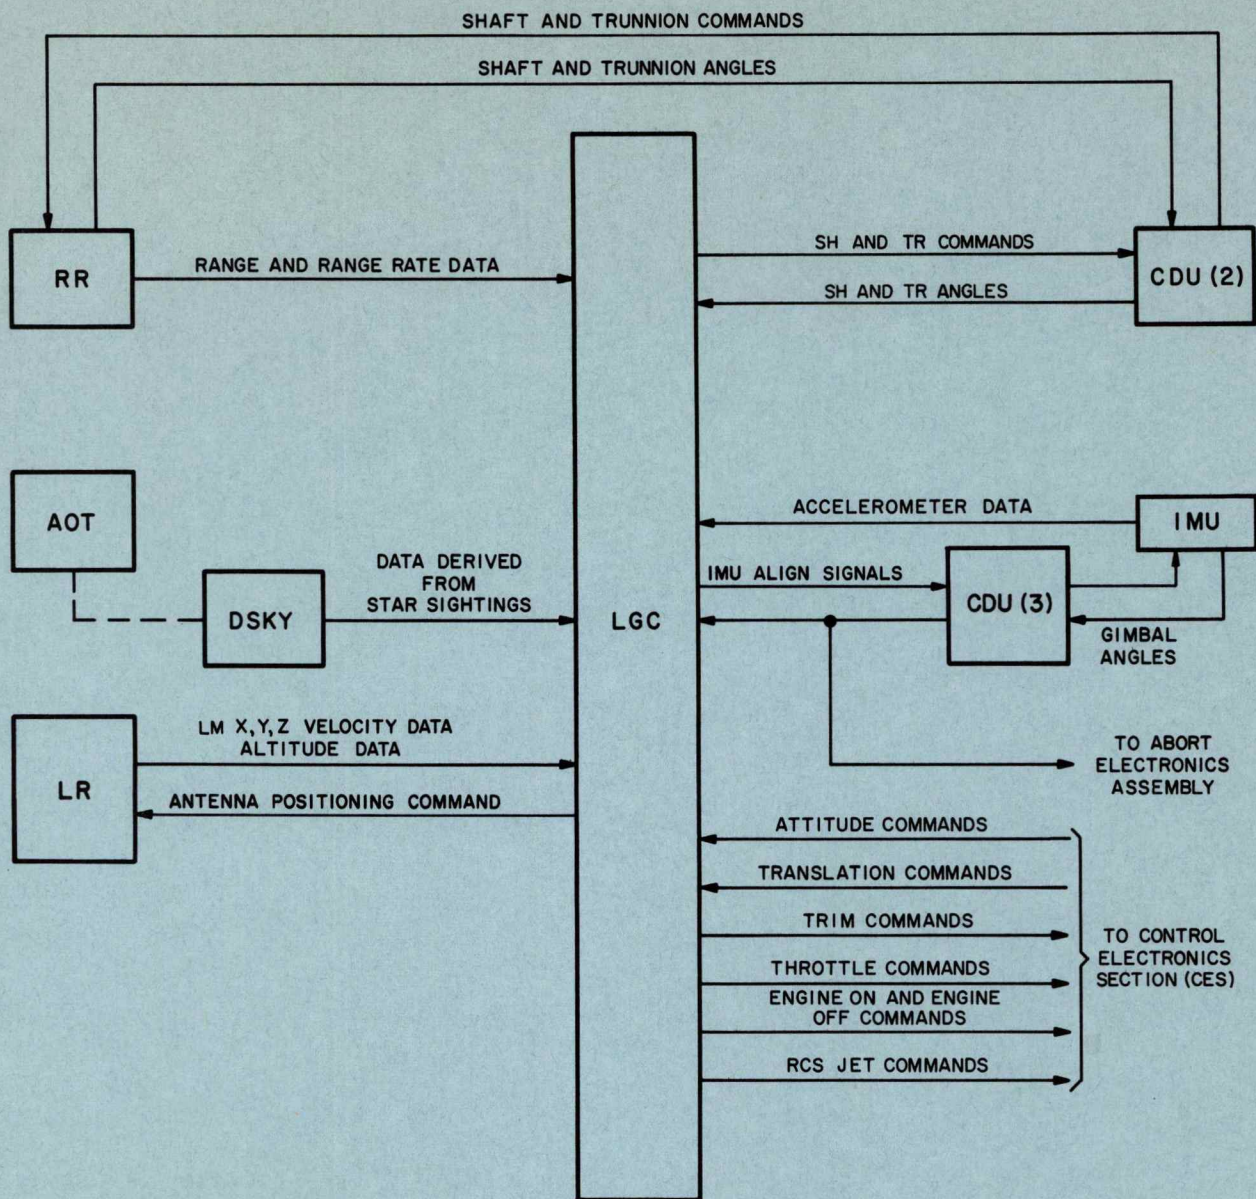 SHAFT AND TRUNNION COMMANDS
SHAFT AND TRUNNION ANGLES
RR
RANGE AND RANGE RATE DATA
SH AND TR COMMANDS
SH AND TR ANGLES
CDU (2)
AOT
DSKY
DATA DERIVED
FROM
STAR SIGHTINGS
LGC
ACCELEROMETER DATA
IMU
IMU ALIGN SIGNALS
CDU (3)
GIMBAL
ANGLES
LR
LM X, Y, Z VELOCITY DATA
ALTITUDE DATA
ANTENNA POSITIONING COMMAND
TO ABORT
ELECTRONICS
ASSEMBLY
ATTITUDE COMMANDS
TRANSLATION COMMANDS
TRIM COMMANDS
THROTTLE COMMANDS
ENGINE ON AND ENGINE
OFF COMMANDS
RCS JET COMMANDS
TO CONTROL
ELECTRONICS
SECTION (CES)